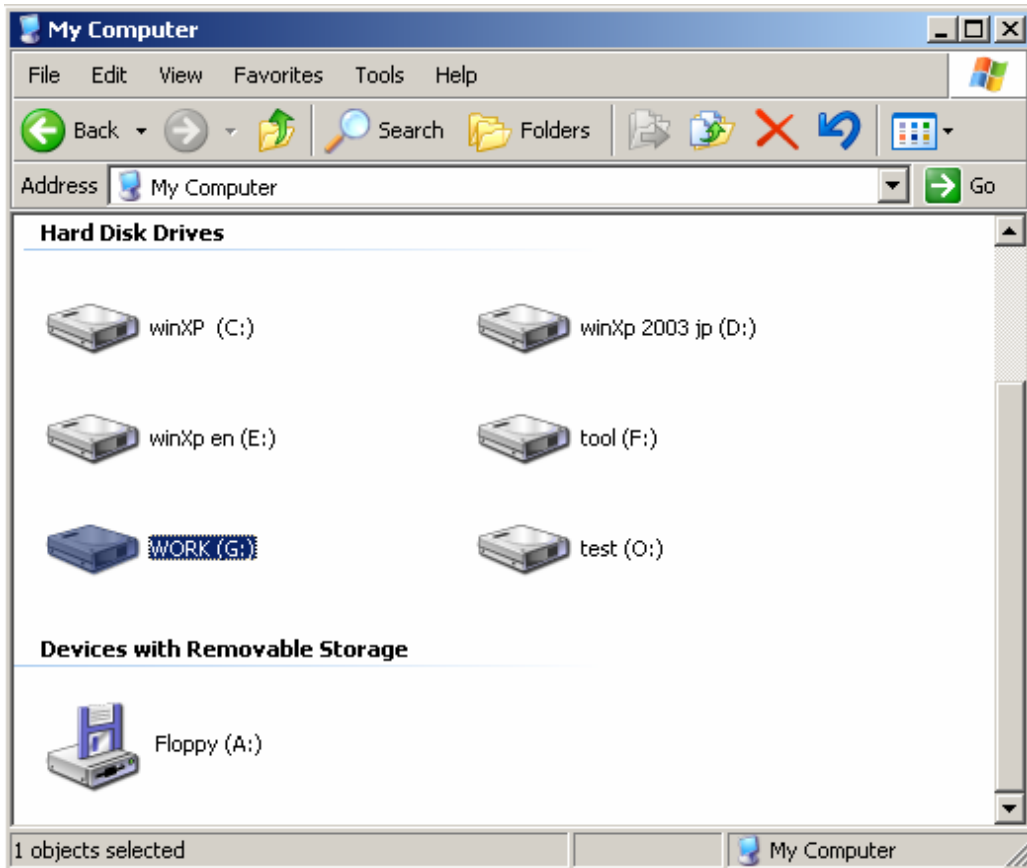 My Computer
File Edit View Favorites Tools Help
Back Search Folders
Address My Computer Go
Hard Disk Drives
winXP (C:) winXp 2003 jp (D:)
winXp en (E:) tool (F:)
WORK (G:) test (O:)
Devices with Removable Storage
Floppy (A:)
1 objects selected My Computer